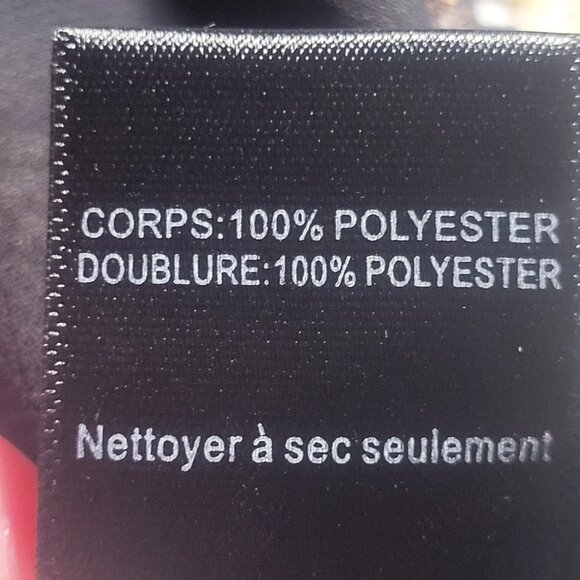 CORPS:100% POLYESTER
DOUBLURE:100% POLYESTER
Nettoyer à sec seulement